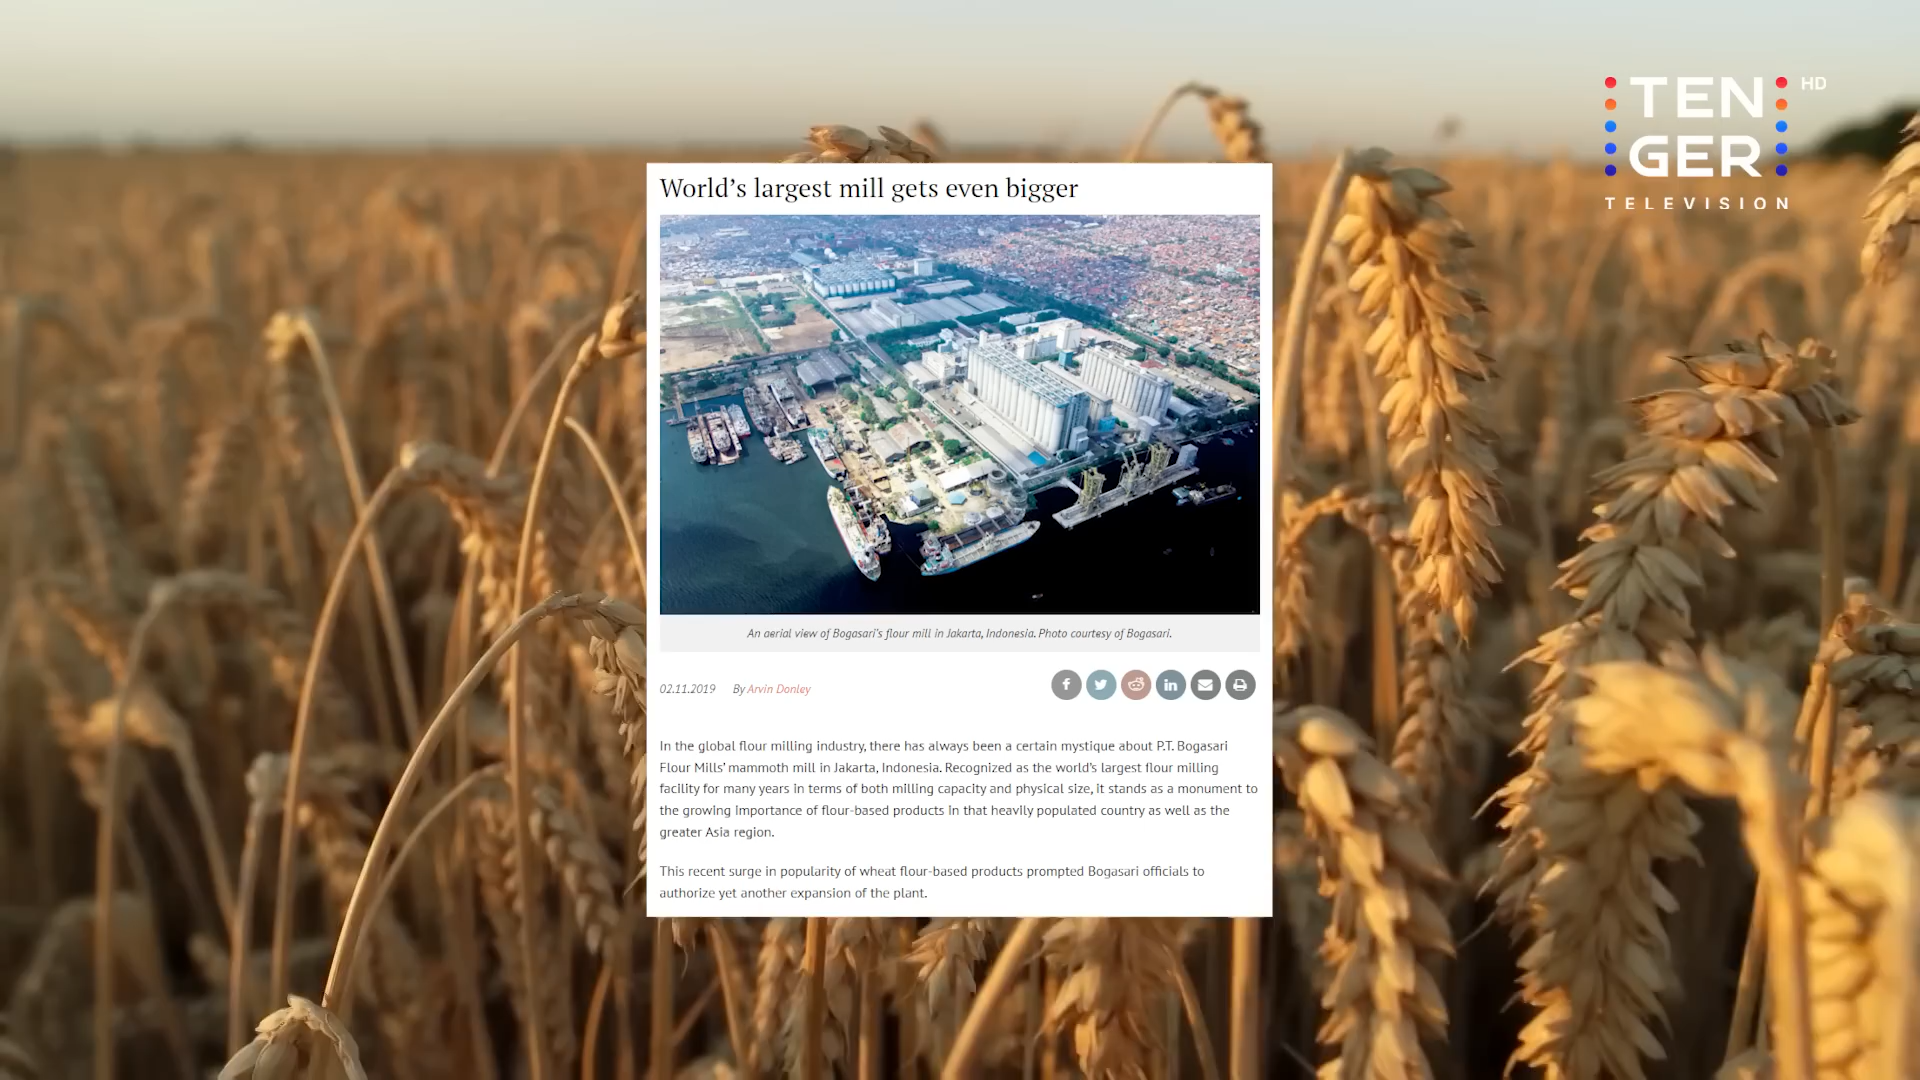 TEN
GER
HD
TELEVISION
World’s largest mill gets even bigger
An aerial view of Bogasari's flour mill in Jakarta, Indonesia. Photo courtesy of Bogasari.
02.11.2019 By Arvin Donley
In the global flour milling industry, there has always been a certain mystique about P.T. Bogasari
Flour Mills’ mammoth mill in Jakarta, Indonesia. Recognized as the world’s largest flour milling
facility for many years in terms of both milling capacity and physical size, it stands as a monument to
the growing importance of flour-based products in that heavily populated country as well as the
greater Asia region.
This recent surge in popularity of wheat flour-based products prompted Bogasari officials to
authorize yet another expansion of the plant.